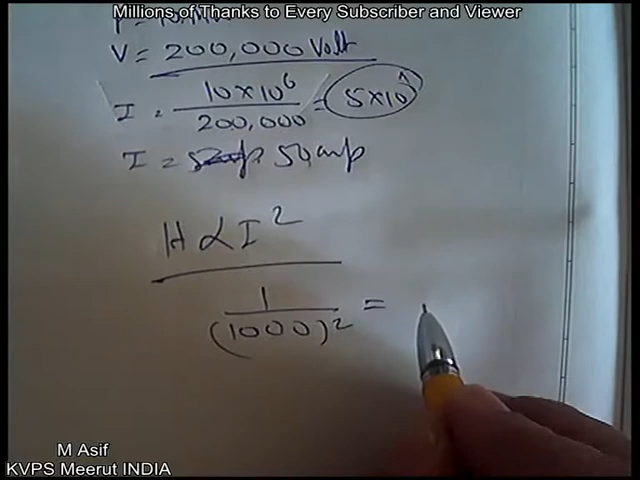 Millions of Thanks to Every Subscriber and Viewer
V = 200,000 Volt
I = 10×10⁶ / 200,000 = 5×10¹
I = 50 amp
H ∝ I²
1 / (1000)² =
M Asif
KVPS Meerut INDIA